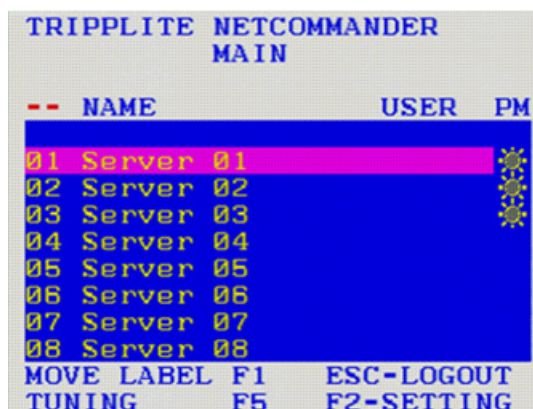 TRIPPLITE NETCOMMANDER
MAIN
-- NAME USER PM
01 Server 01
02 Server 02
03 Server 03
04 Server 04
05 Server 05
06 Server 06
07 Server 07
08 Server 08
MOVE LABEL F1 ESC-LOGOUT
TUNING F5 F2-SETTING